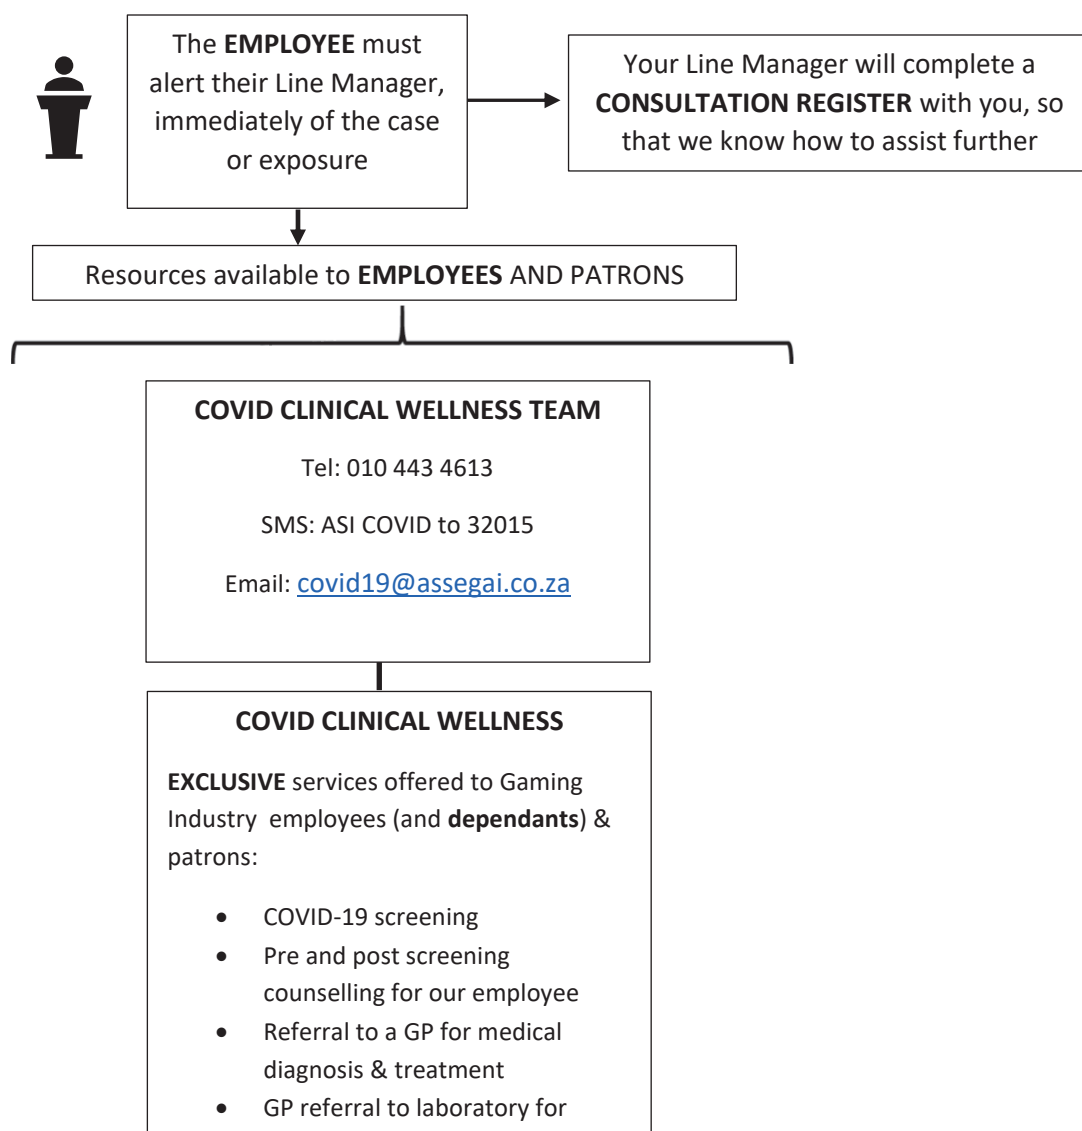 The EMPLOYEE must
alert their Line Manager,
immediately of the case
or exposure
Your Line Manager will complete a
CONSULTATION REGISTER with you, so
that we know how to assist further
Resources available to EMPLOYEES AND PATRONS
COVID CLINICAL WELLNESS TEAM
Tel: 010 443 4613
SMS: ASI COVID to 32015
Email: covid19@assegai.co.za
COVID CLINICAL WELLNESS
EXCLUSIVE services offered to Gaming
Industry employees (and dependants) &
patrons:
• COVID-19 screening
• Pre and post screening
counselling for our employee
• Referral to a GP for medical
diagnosis & treatment
• GP referral to laboratory for